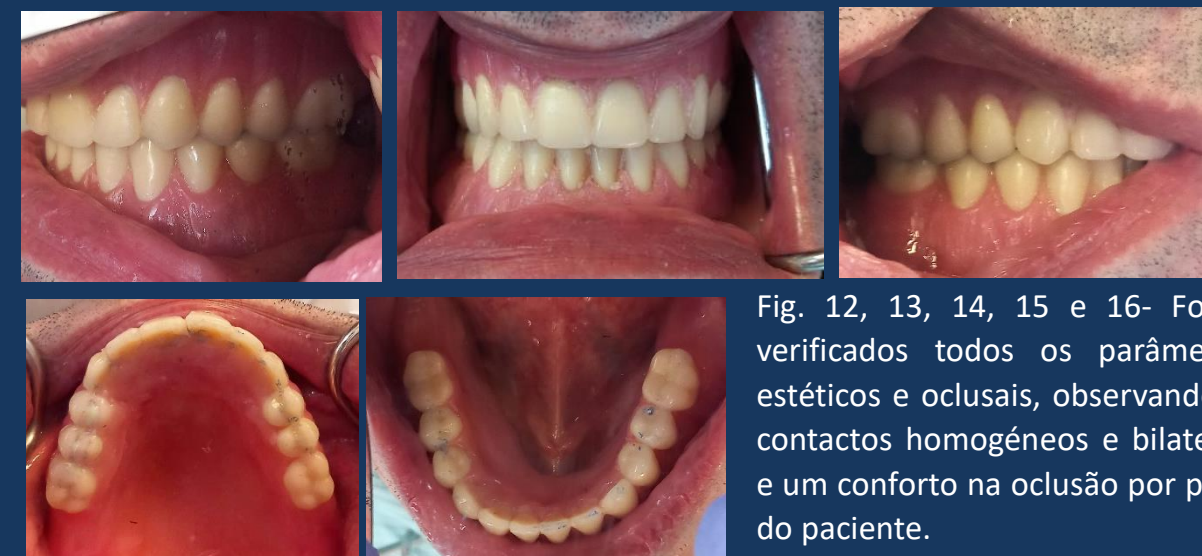 Fig. 12, 13, 14, 15 e 16- Fo
verificados todos os parâme
estéticos e oclusais, observand
contactos homogéneos e bilate
e um conforto na oclusão por p
do paciente.